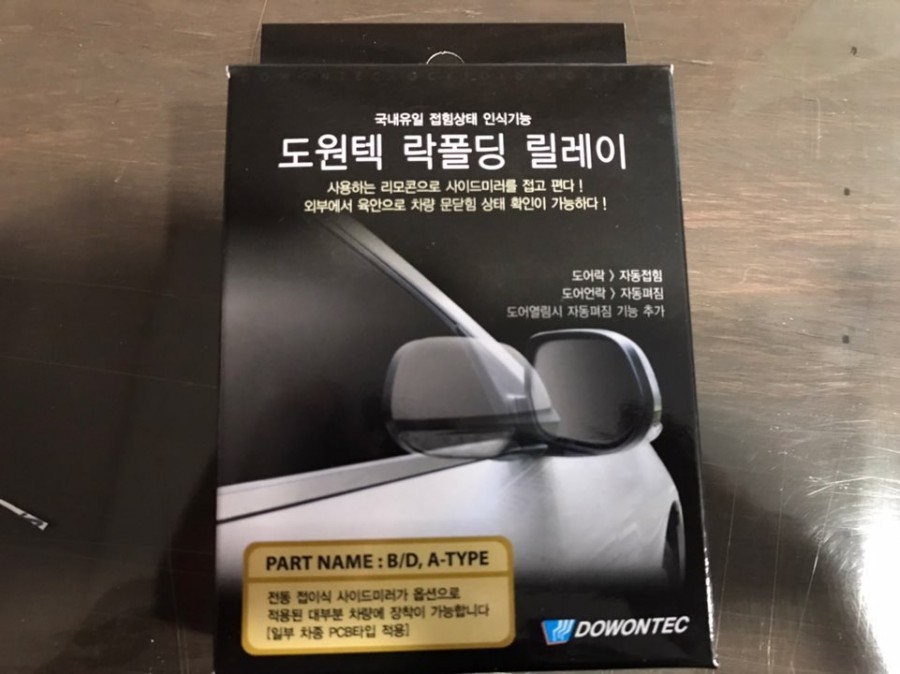 국내유일 접힘상태 인식기능
도원텍 락폴딩 릴레이
사용하는 리모콘으로 사이드미러를 접고 편다!
외부에서 육안으로 차량 문닫힘 상태 확인이 가능하다!
도어락 > 자동접힘
도어언락 > 자동펴짐
도어열림시 자동펴짐 기능 추가
PART NAME : B/D, A-TYPE
전동 접이식 사이드미러가 옵션으로
적용된 대부분 차량에 장착이 가능합니다
[일부 차종 PCB타입 적용]
DOWONTEC